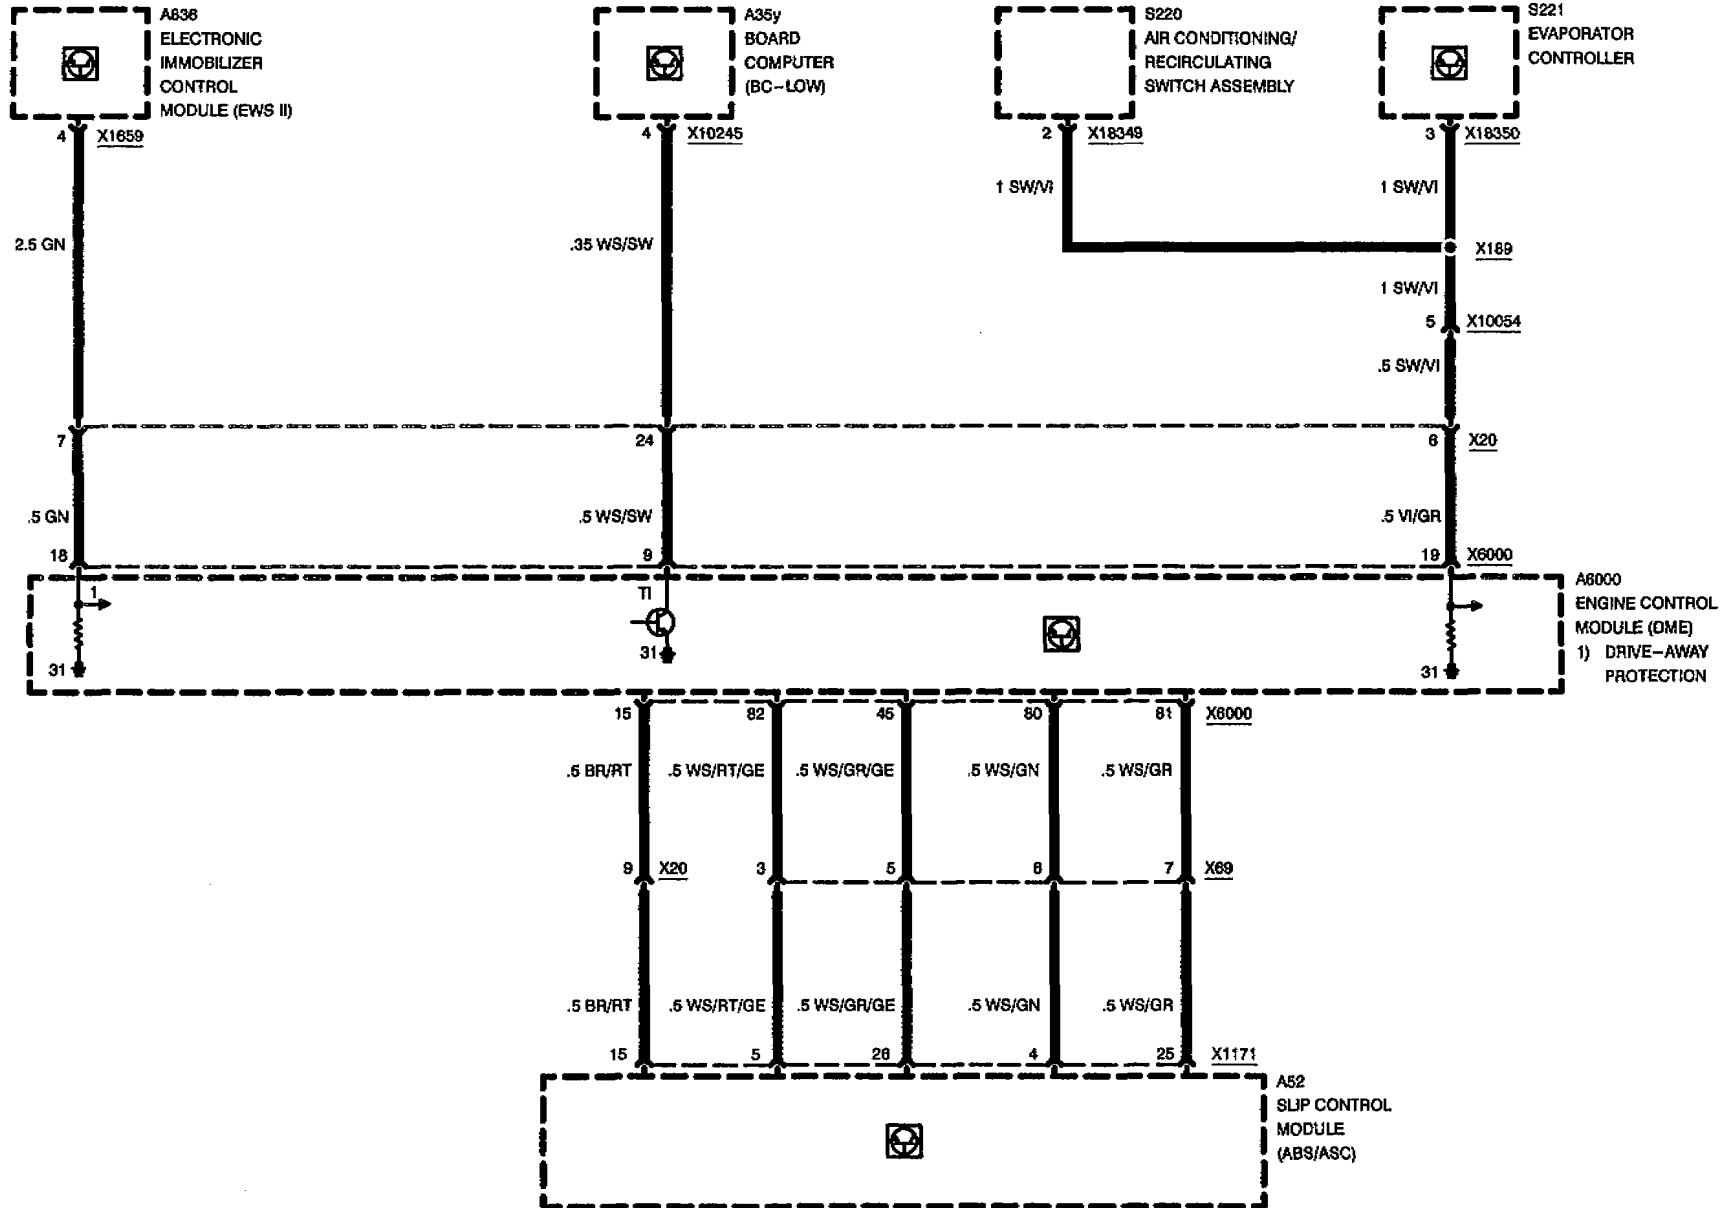 A836
ELECTRONIC
IMMOBILIZER
CONTROL
MODULE (EWS II)
A35y
BOARD
COMPUTER
(BC-LOW)
S220
AIR CONDITIONING/
RECIRCULATING
SWITCH ASSEMBLY
S221
EVAPORATOR
CONTROLLER
4 X1659
4 X10245
2 X18349
3 X18350
1 SW/VI
1 SW/VI
2.5 GN
.35 WS/SW
X189
1 SW/VI
5 X10054
.5 SW/VI
7
24
6 X20
.5 GN
.5 WS/SW
.5 VI/GR
18
9
19 X6000
1
TI
31
31
31
A6000
ENGINE CONTROL
MODULE (DME)
1) DRIVE-AWAY
PROTECTION
15
82
45
80
81 X6000
.5 BR/RT
.5 WS/RT/GE
.5 WS/GR/GE
.5 WS/GN
.5 WS/GR
9 X20
3
5
6
7 X69
.5 BR/RT
.5 WS/RT/GE
.5 WS/GR/GE
.5 WS/GN
.5 WS/GR
15
5
26
4
25 X1171
A52
SLIP CONTROL
MODULE
(ABS/ASC)